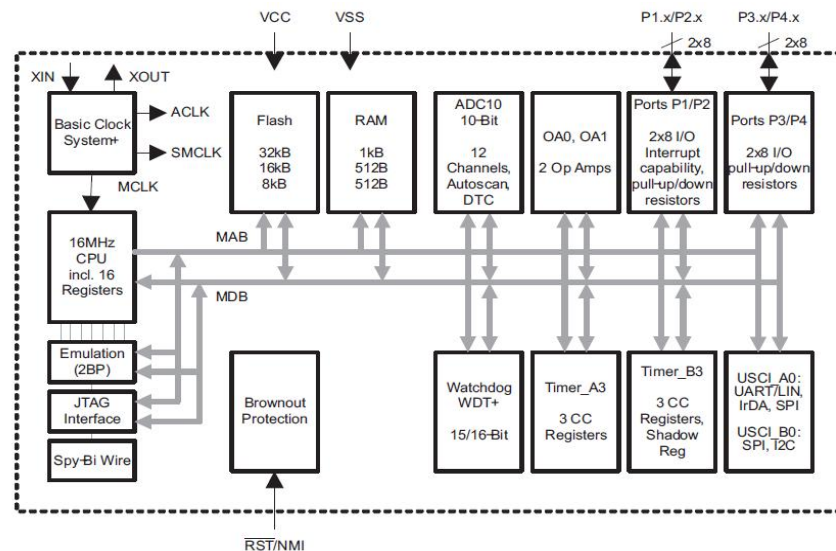 VCC
VSS
P1.x/P2.x
P3.x/P4.x
2x8
2x8
XIN
XOUT
Basic Clock
System+
ACLK
SMCLK
MCLK
Flash
32kB
16kB
8kB
RAM
1kB
512B
512B
ADC10
10-Bit
12
Channels,
Autoscan,
DTC
OA0, OA1
2 Op Amps
Ports P1/P2
2x8 I/O
Interrupt
capability,
pull-up/down
resistors
Ports P3/P4
2x8 I/O
pull-up/down
resistors
16MHz
CPU
incl. 16
Registers
MAB
MDB
Emulation
(2BP)
JTAG
Interface
Spy-Bi Wire
Brownout
Protection
Watchdog
WDT+
15/16-Bit
Timer_A3
3 CC
Registers
Timer_B3
3 CC
Registers,
Shadow
Reg
USCI_A0:
UART/LIN,
IrDA, SPI
USCI_B0:
SPI, I2C
RST/NMI